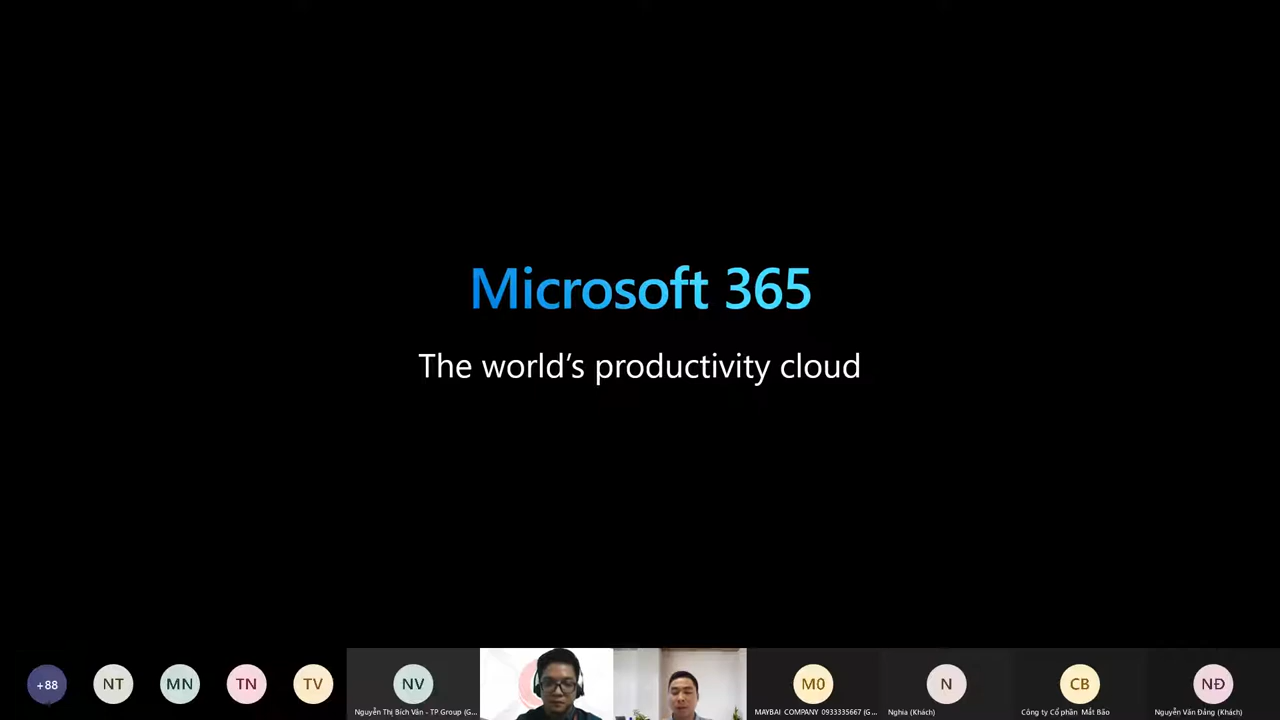 Microsoft 365
The world's productivity cloud
+88
NT
MN
TN
TV
NV
M0
N
CB
NĐ
Nguyễn Thị Bích Vân - TP Group (G...
MAYBAI COMPANY 0933335667 (G...
Nghia (Khách)
Công ty Cổ phần Mắt Bão
Nguyễn Văn Đảng (Khách)